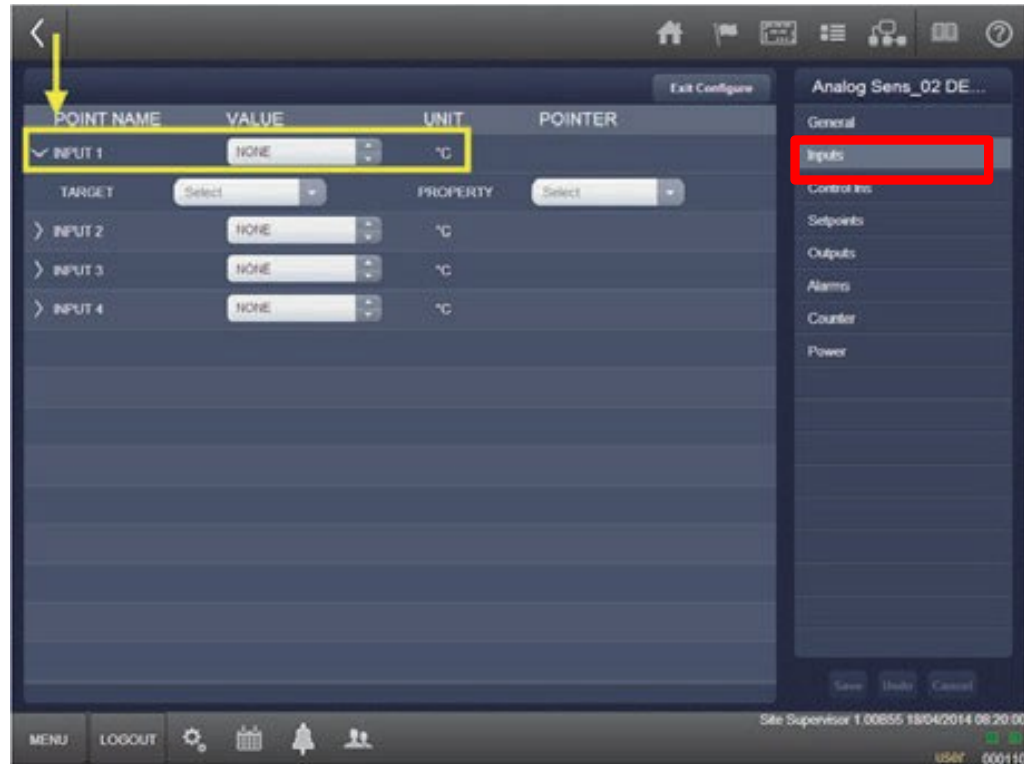 Exit Configure
Analog Sens_02 DE...
POINT NAME VALUE UNIT POINTER
INPUT 1 NONE °C
TARGET Select PROPERTY Select
INPUT 2 NONE °C
INPUT 3 NONE °C
INPUT 4 NONE °C
General
Inputs
Control Ins
Setpoints
Outputs
Alarms
Counter
Power
Save Undo Cancel
MENU LOGOUT
Site Supervisor 1.00B55 18/04/2014 08:20:00
user 000110